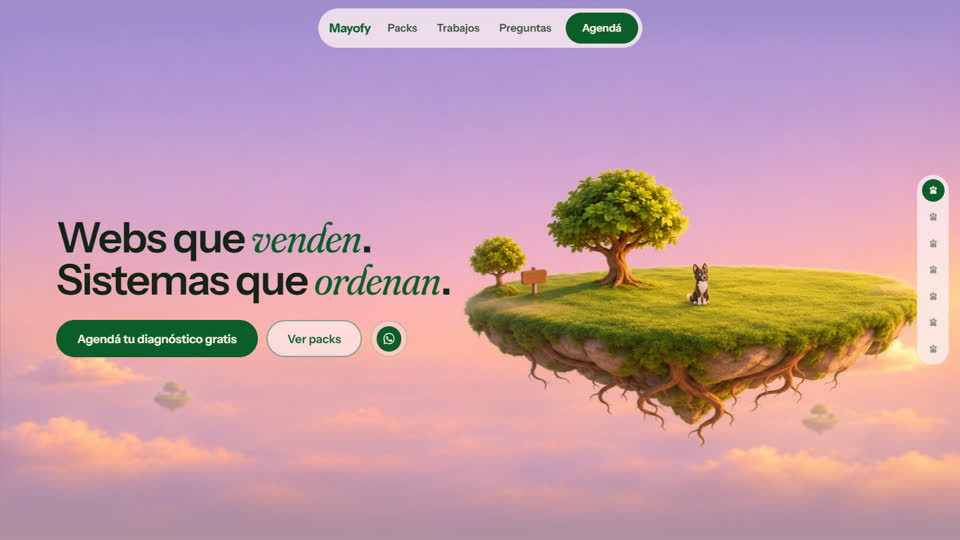 Mayofy Packs Trabajos Preguntas Agendá
Webs que venden.
Sistemas que ordenan.
Agendá tu diagnóstico gratis Ver packs